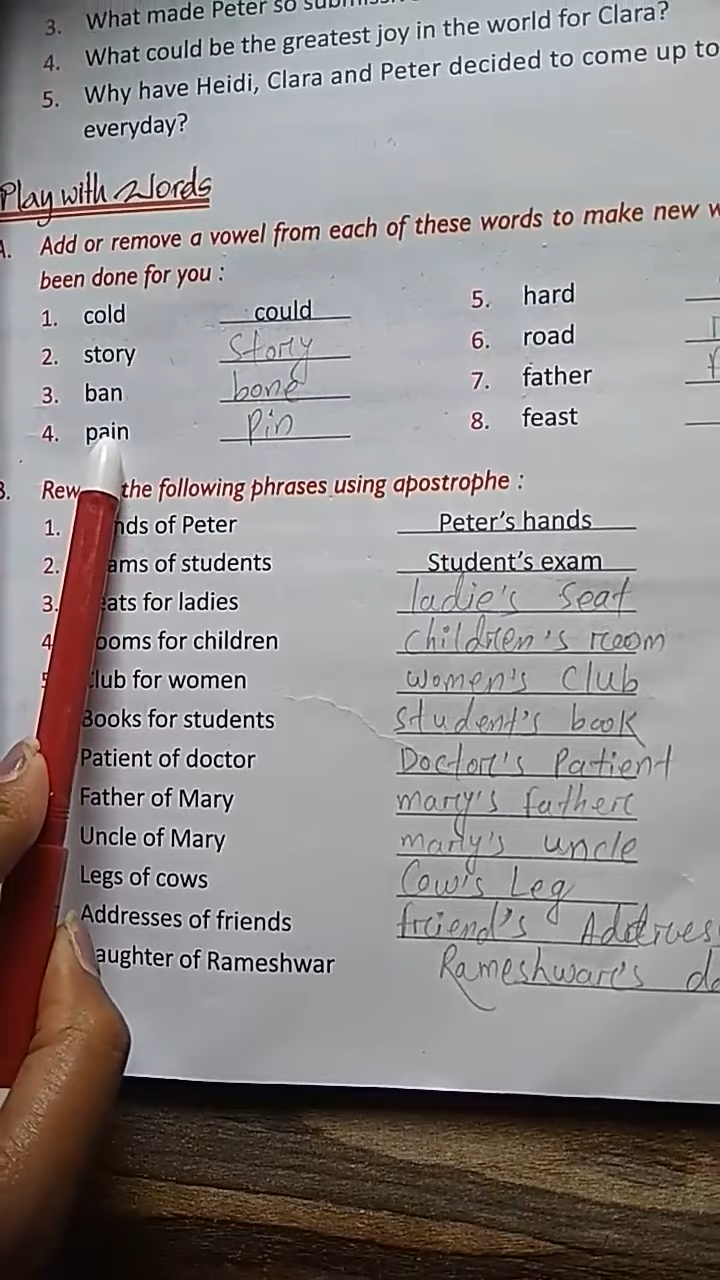 3. What made Peter so
4. What could be the greatest joy in the world for Clara?
5. Why have Heidi, Clara and Peter decided to come up to
everyday?
Play with Words
A. Add or remove a vowel from each of these words to make new
been done for you :
1. cold could 5. hard
2. story Story 6. road
3. ban bone 7. father
4. pain Pin 8. feast
B. the following phrases using apostrophe :
1. nds of Peter Peter's hands
2. ams of students Student's exam
3. ats for ladies ladie's seat
4 ooms for children children's room
lub for women women's Club
Books for students student's book
Patient of doctor Doctor's Patient
Father of Mary mary's father
Uncle of Mary mary's uncle
Legs of cows Cow's Leg
Addresses of friends friend's Addres
aughter of Rameshwar Rameshwar's da